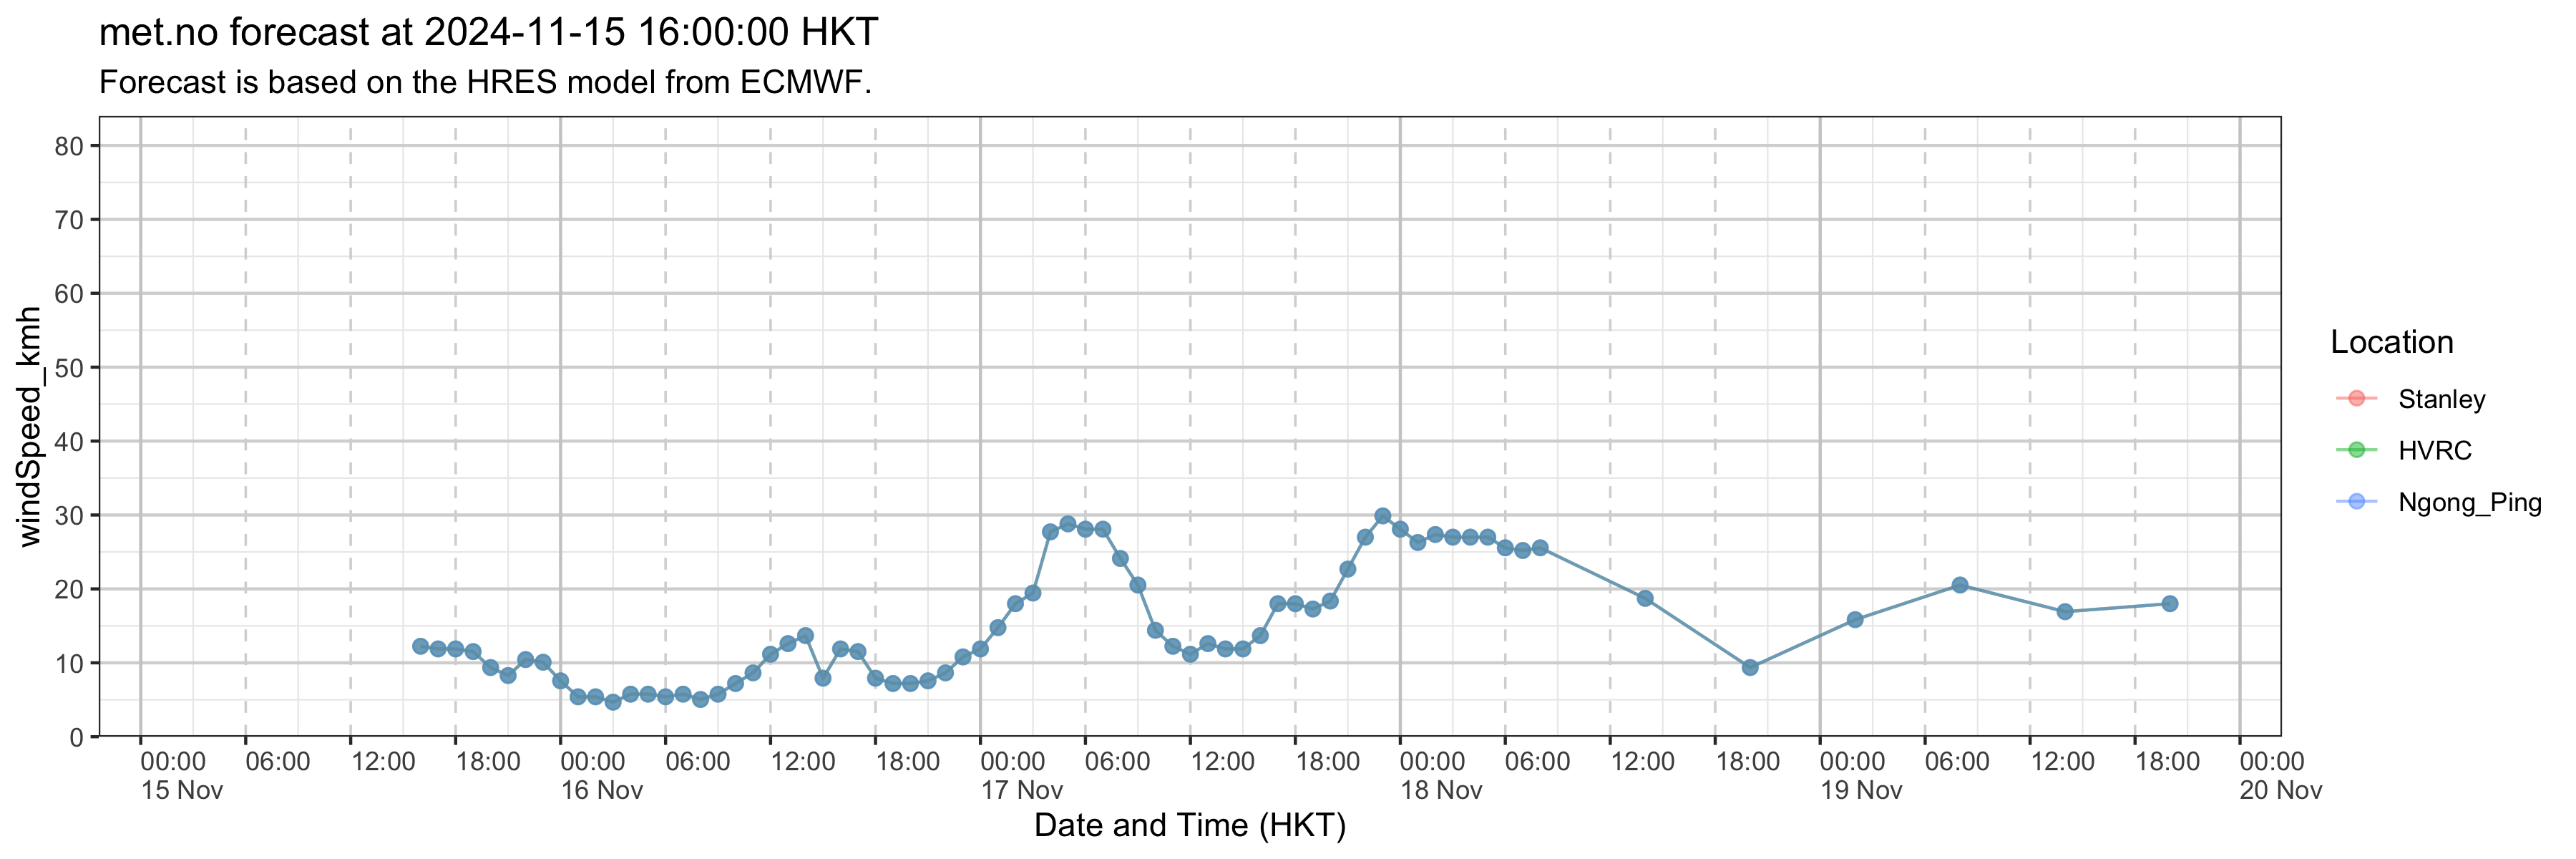 met.no forecast at 2024-11-15 16:00:00 HKT
Forecast is based on the HRES model from ECMWF.
windSpeed_kmh
80
70
60
50
40
30
20
10
0
00:00 06:00 12:00 18:00 00:00 06:00 12:00 18:00 00:00 06:00 12:00 18:00 00:00 06:00 12:00 18:00 00:00 06:00 12:00 18:00 00:00
15 Nov 16 Nov 17 Nov 18 Nov 19 Nov 20 Nov
Date and Time (HKT)
Location
Stanley
HVRC
Ngong_Ping